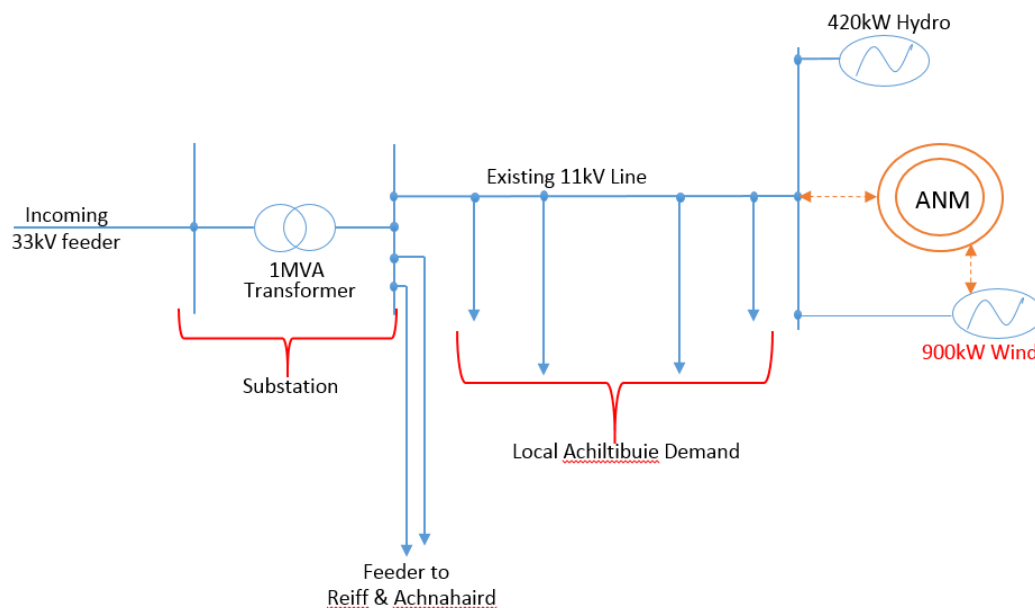 420kW Hydro
Existing 11kV Line
ANM
Incoming
33kV feeder
1MVA
Transformer
900kW Wind
Substation
Local Achiltibuie Demand
Feeder to
Reiff & Achnahaird